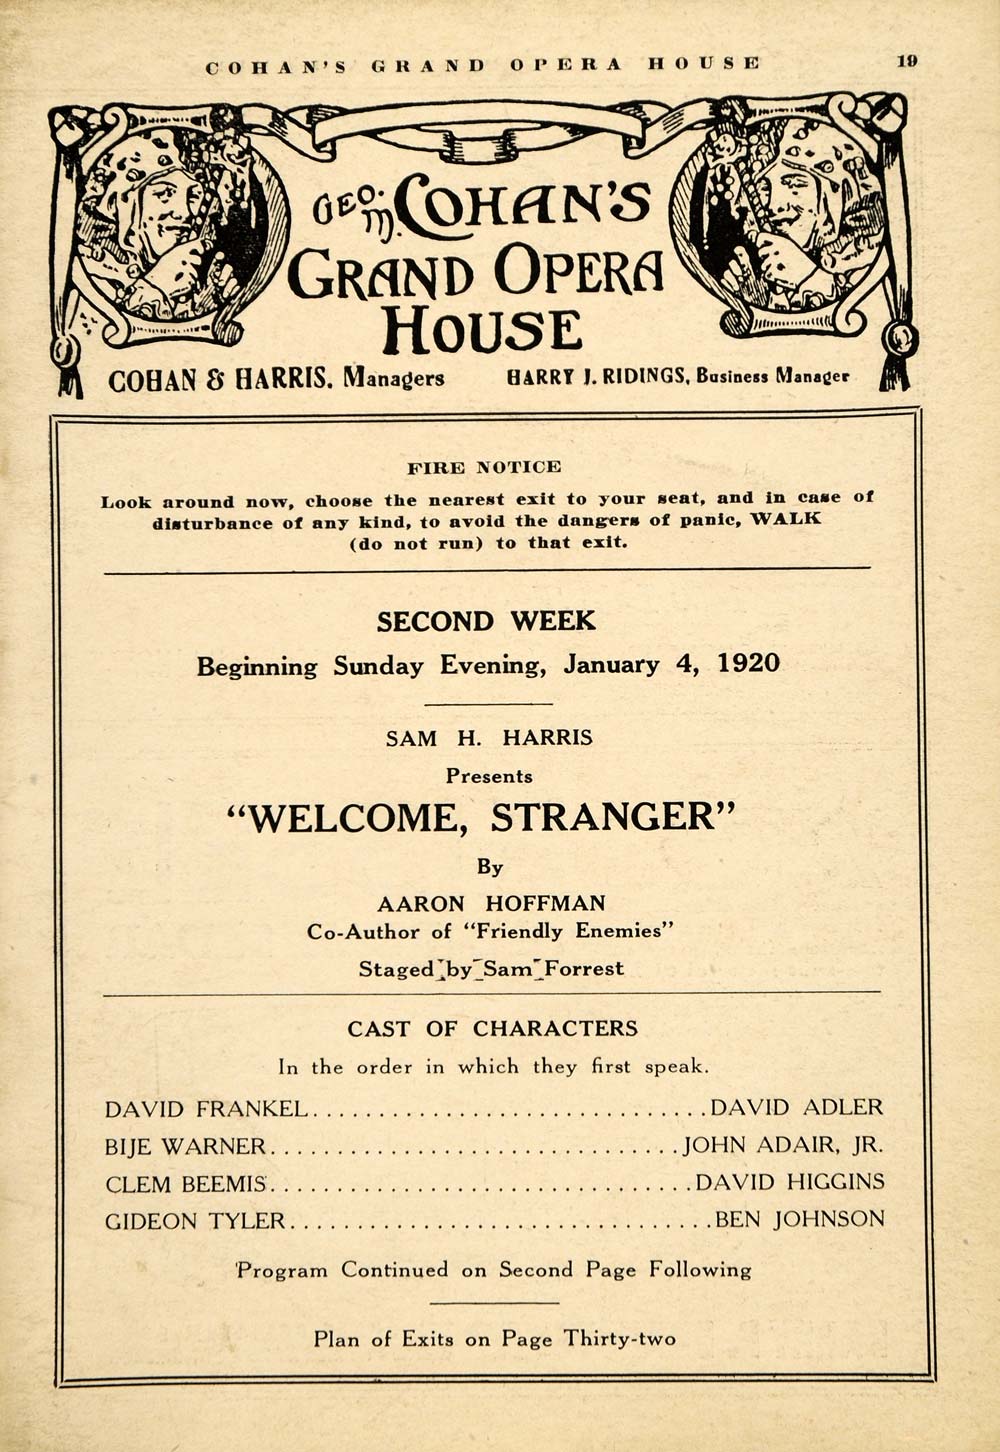 COHAN'S GRAND OPERA HOUSE 19
GEO. M. COHAN'S
GRAND OPERA
HOUSE
COHAN & HARRIS. Managers HARRY J. RIDINGS, Business Manager
FIRE NOTICE
Look around now, choose the nearest exit to your seat, and in case of
disturbance of any kind, to avoid the dangers of panic, WALK
(do not run) to that exit.
SECOND WEEK
Beginning Sunday Evening, January 4, 1920
SAM H. HARRIS
Presents
“WELCOME, STRANGER”
By
AARON HOFFMAN
Co-Author of “Friendly Enemies”
Staged by Sam Forrest
CAST OF CHARACTERS
In the order in which they first speak.
DAVID FRANKEL..............................DAVID ADLER
BIJE WARNER...............................JOHN ADAIR, JR.
CLEM BEEMIS................................DAVID HIGGINS
GIDEON TYLER................................BEN JOHNSON
Program Continued on Second Page Following
Plan of Exits on Page Thirty-two